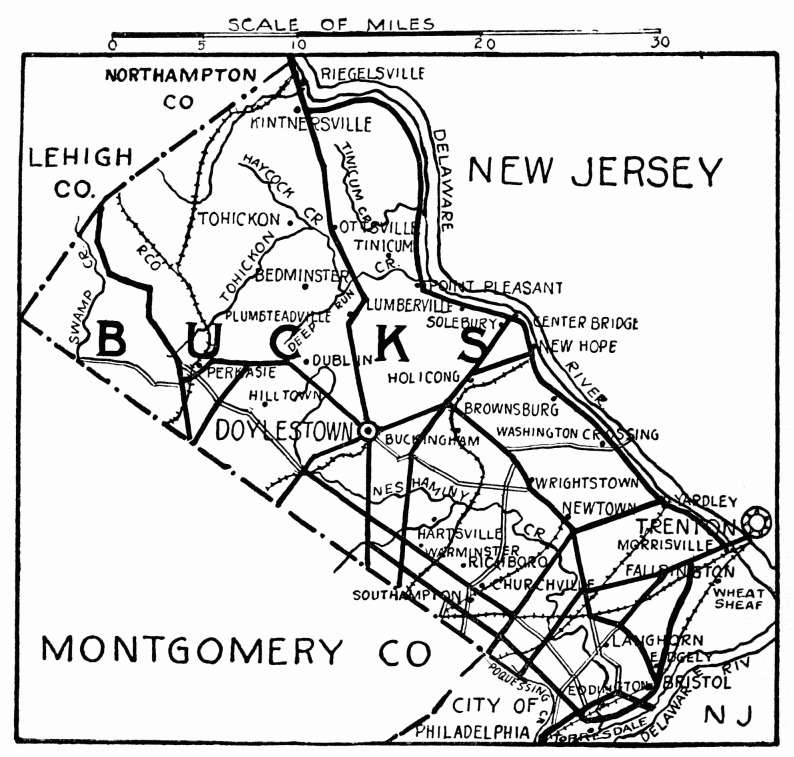 SCALE OF MILES
0 5 10 20 30
NORTHAMPTON
CO
RIEGELSVILLE
KINTNERSVILLE
LEHIGH
CO.
DELAWARE
NEW JERSEY
HAYCOCK
CR.
TINICUM CR.
TOHICKON
OTTSVILLE
TINICUM
R.CO
SWAMP CR.
TOHICKON
CR.
BEDMINSTER
POINT PLEASANT
DEEP RUN
LUMBERVILLE
PLUMSTEADVILLE
SOLEBURY
CENTER BRIDGE
BUCKS
NEW HOPE
DUBLIN
PERKASIE
HOLICONG
RIVER
HILLTOWN
BROWNSBURG
DOYLESTOWN
BUCKINGHAM
WASHINGTON CROSSING
NESHAMINY
CR.
WRIGHTSTOWN
YARDLEY
NEWTOWN
TRENTON
HARTSVILLE
MORRISVILLE
WARMINSTER
RICHBORO
FALLSINGTON
CHURCHVILLE
SOUTHAMPTON
WHEAT
SHEAF
LANGHORN
MONTGOMERY CO
EDGELY
POQUESSING
CR.
EDDINGTON
BRISTOL
DELAWARE RIV
CITY OF
PHILADELPHIA
TORRESDALE
N J